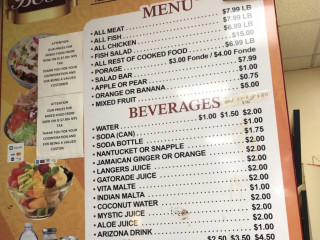 MENU
• ALL MEAT $7.99 LB
• ALL FISH $7.99 LB
• ALL CHICKEN $6.99 LB
• FISH SALAD $15.00
• ALL REST OF COOKED FOOD $6.99 LB
• PORAGE 3.00 Fonde / $4.00 Fonde
• SALAD BAR $7.99
• APPLE OR PEAR $1.00
• ORANGE OR BANANA $.75
• MIXED FRUIT $5.00
BEVERAGES
• WATER $1.00 $1.50 $2.00
• SODA (CAN) $1.00
• SODA BOTTLE $1.75
• NANTUCKET OR SNAPPLE $2.00
• JAMAICAN GINGER OR ORANGE $2.00
• LANGERS JUICE $2.00
• GATORADE JUICE $2.00
• VITA MALTE $2.00
• INDIAN MALTA $1.00
• COCONUT WATER $2.00
• MYSTIC JUICE $2.00
• ALOE JUICE $2.00
• ARIZONA DRINK $2.00
$2.50 $3.50 $4.50
ATTENTION
THANK YOU
FOR YOUR
COOPERATION
AND FOR
BEING A VALUED
CUSTOMER
ATTENTION
THANK YOU
FOR YOUR
COOPERATION
AND FOR
BEING A VALUED
CUSTOMER